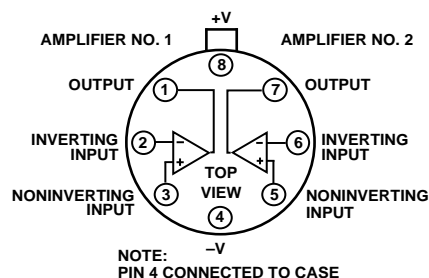 +V
AMPLIFIER NO. 1
AMPLIFIER NO. 2
8
OUTPUT
1
7
OUTPUT
INVERTING
INPUT
2
−
+
−
+
6
INVERTING
INPUT
TOP
VIEW
NONINVERTING
INPUT
3
5
NONINVERTING
INPUT
4
–V
NOTE:
PIN 4 CONNECTED TO CASE